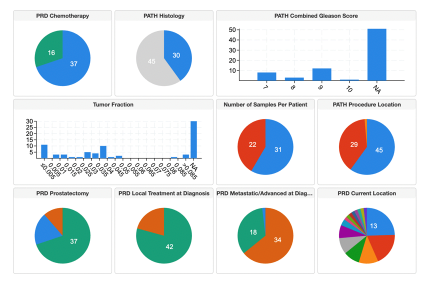 PRD Chemotherapy
16
37
PATH Histology
30
45
PATH Combined Gleason Score
50
40
30
20
10
7
8
9
10
NA
Tumor Fraction
30
25
20
15
10
5
NA
Number of Samples Per Patient
22
31
PATH Procedure Location
29
45
PRD Prostatectomy
37
PRD Local Treatment at Diagnosis
42
PRD Metastatic/Advanced at Diag...
18
34
PRD Current Location
13